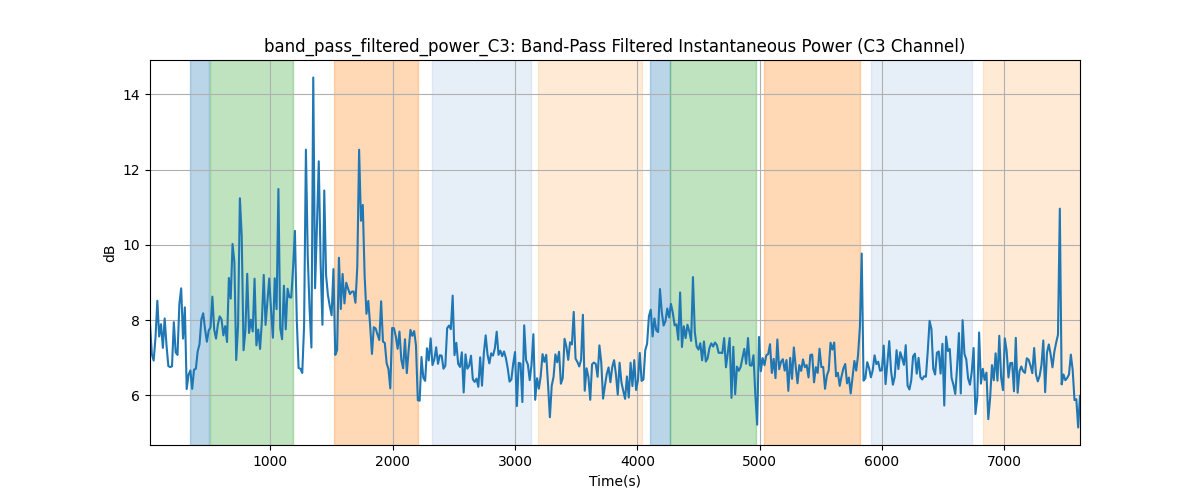 band_pass_filtered_power_C3: Band-Pass Filtered Instantaneous Power (C3 Channel)
14
12
10
8
6
dB
1000 2000 3000 4000 5000 6000 7000
Time(s)